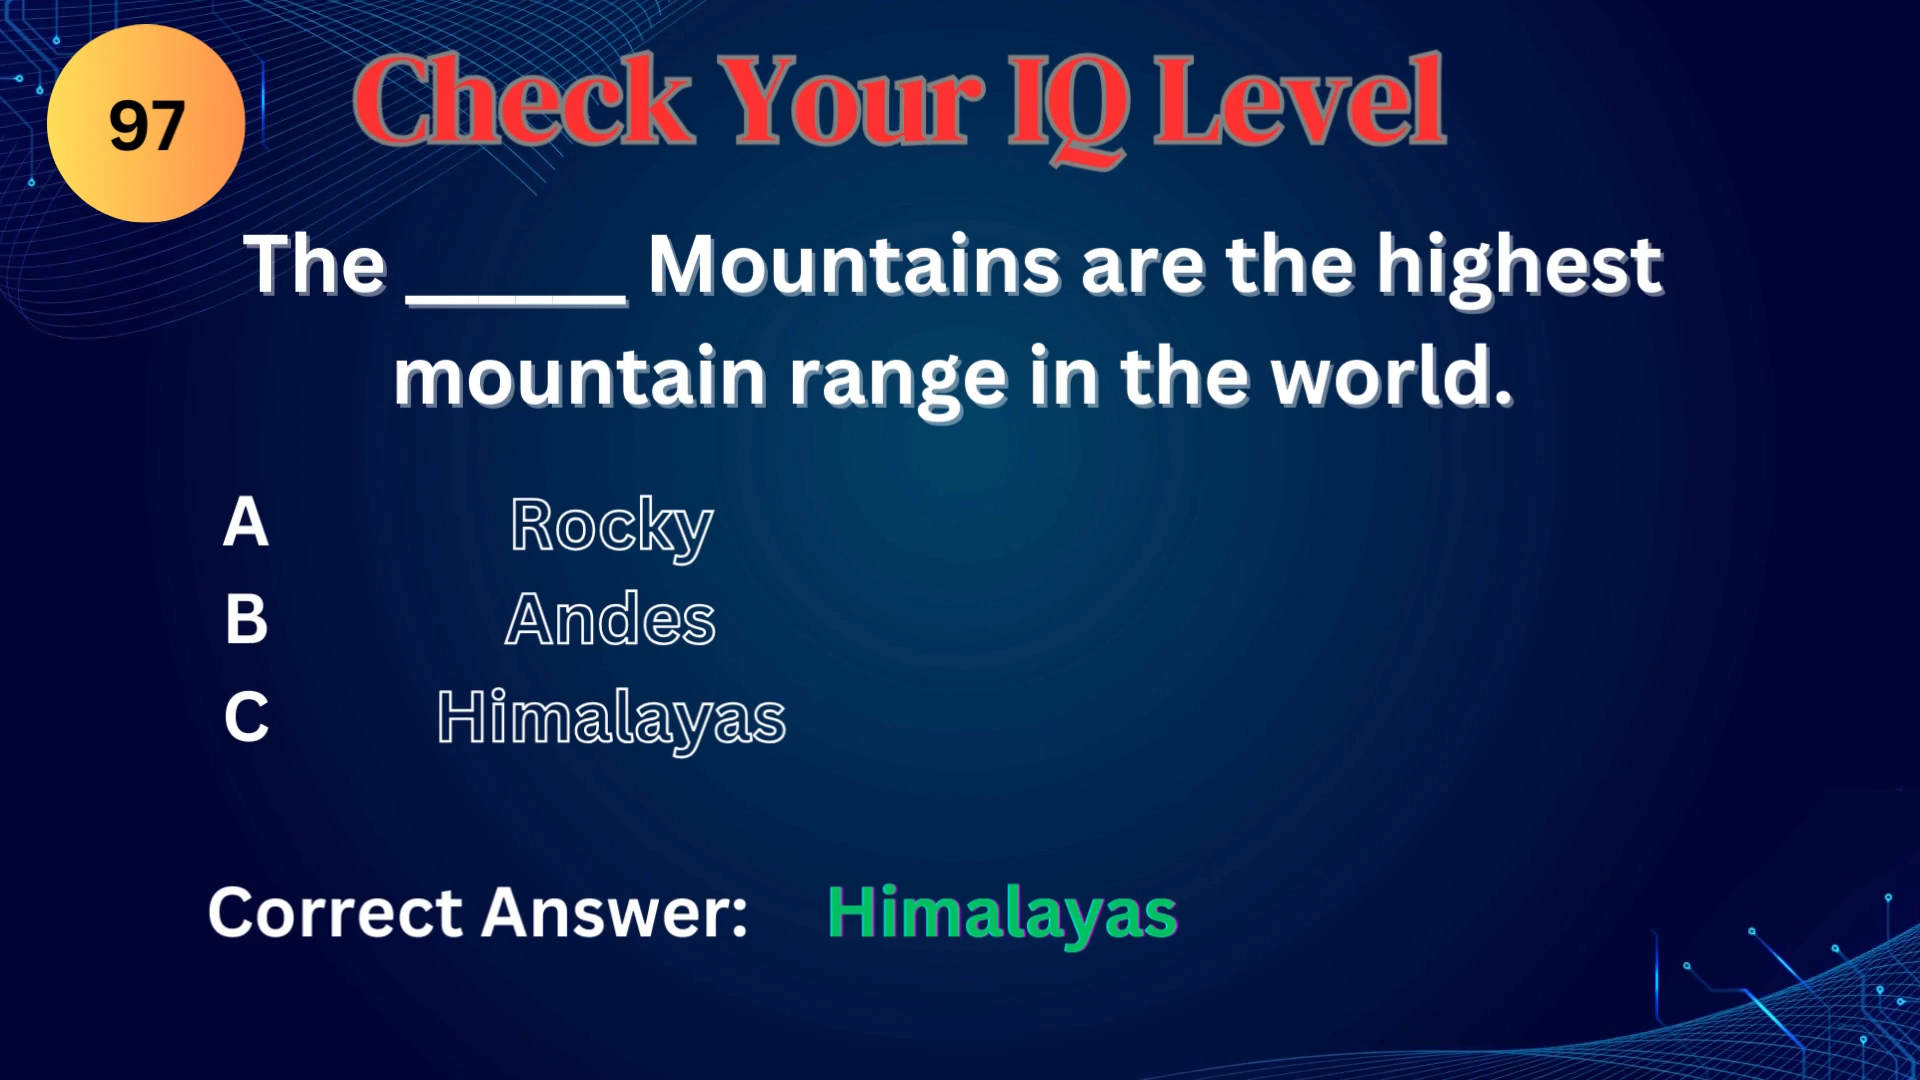 97
Check Your IQ Level
The ______ Mountains are the highest
mountain range in the world.
A Rocky
B Andes
C Himalayas
Correct Answer: Himalayas